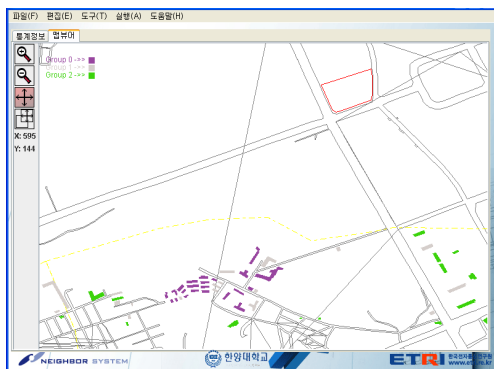 파일(F) 편집(E) 도구(T) 실행(A) 도움말(H)
통계정보 맵뷰어
Group 0 ->>
Group 1 ->>
Group 2 ->>
X: 595
Y: 144
NEIGHBOR SYSTEM
한양대학교
ETRI